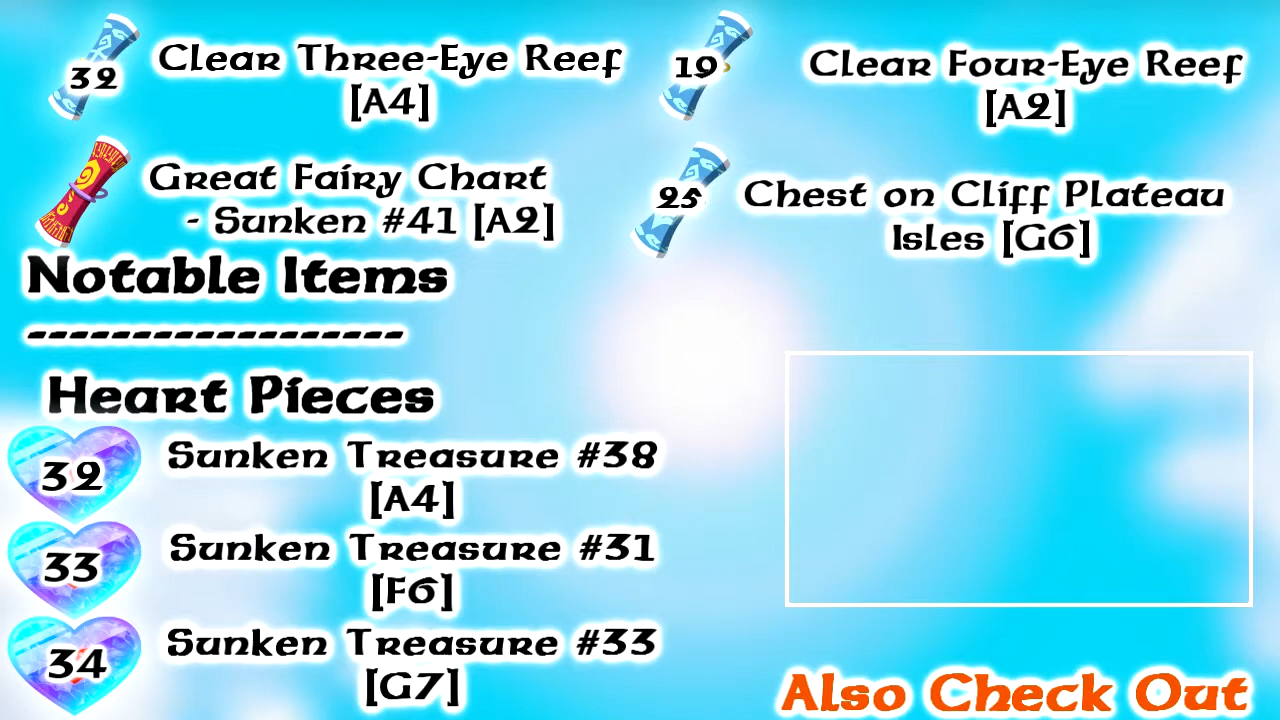 32 Clear Three-Eye Reef
[A4]
19 Clear Four-Eye Reef
[A2]
Great Fairy Chart
- Sunken #41 [A2]
25 Chest on Cliff Plateau
Isles [G6]
Notable Items
------------------
Heart Pieces
32 Sunken Treasure #38
[A4]
33 Sunken Treasure #31
[F6]
34 Sunken Treasure #33
[G7]
Also Check Out